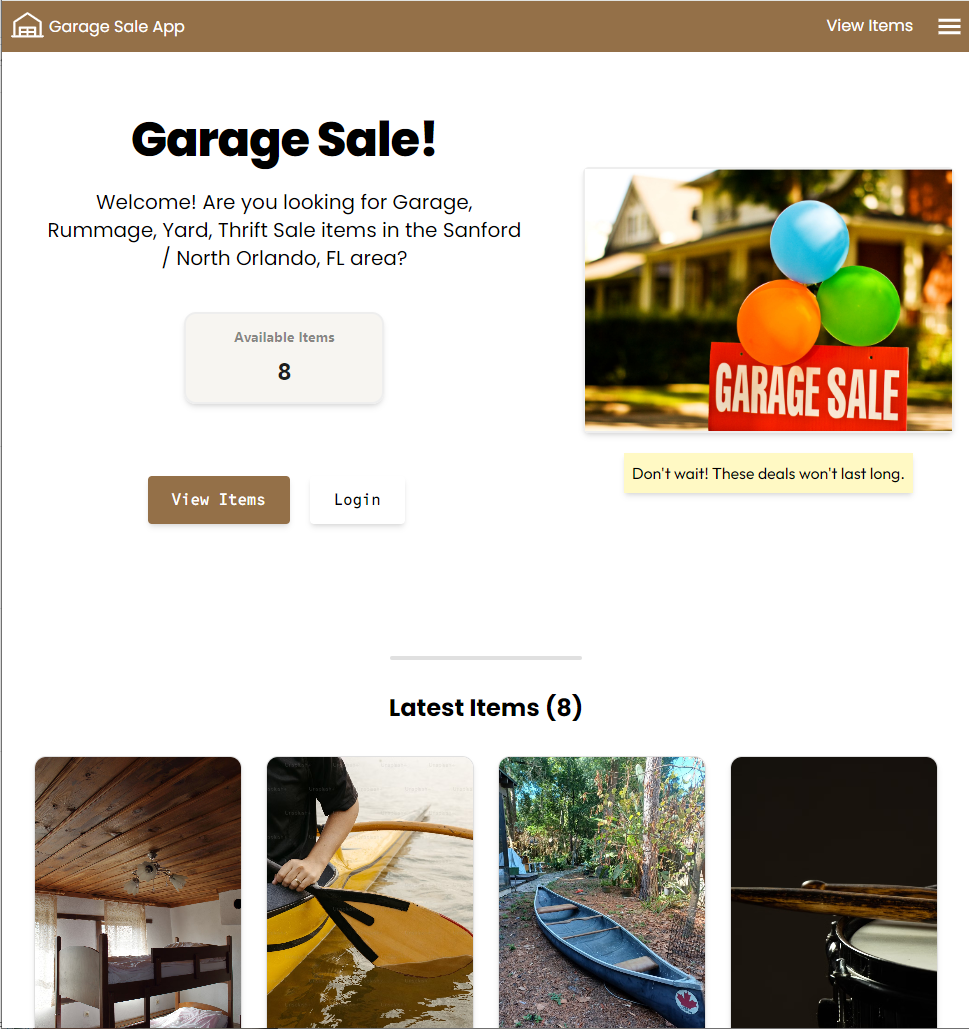 Garage Sale App
View Items
Garage Sale!
Welcome! Are you looking for Garage,
Rummage, Yard, Thrift Sale items in the Sanford
/ North Orlando, FL area?
Available Items
8
View Items
Login
GARAGE SALE
Don't wait! These deals won't last long.
Latest Items (8)